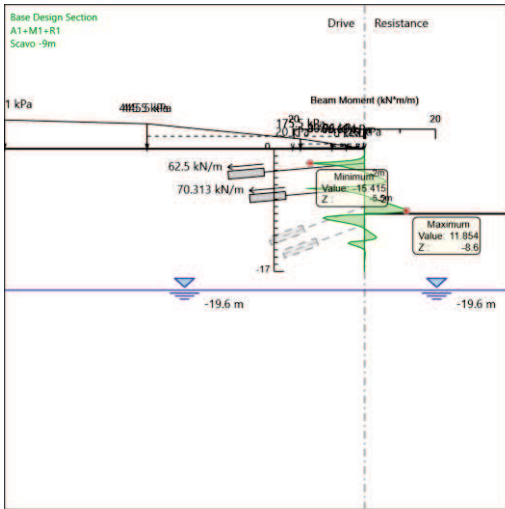 Base Design Section
A1+M1+R1
Scavo -9m
Drive
Resistance
Beam Moment (kN*m/m)
1 kPa
20
20
0
62.5 kN/m
70.313 kN/m
Minimum
Value: -15.415
Z :
Maximum
Value: 11.854
Z : -8.6
-17
-19.6 m
-19.6 m